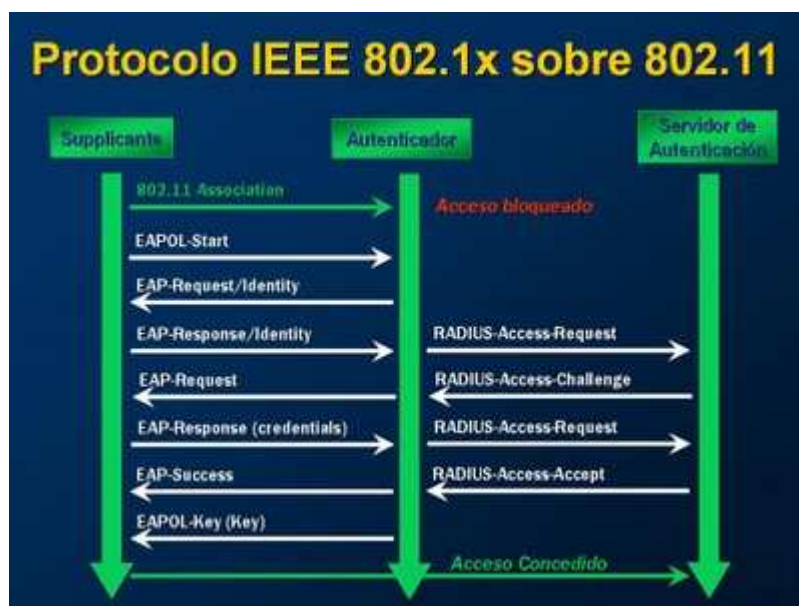 Protocolo IEEE 802.1x sobre 802.11
Supplicante
Autenticador
Servidor de
Autenticación
802.11 Association
Acceso bloqueado
EAPOL-Start
EAP-Request/Identity
EAP-Response/Identity
RADIUS-Access-Request
EAP-Request
RADIUS-Access-Challenge
EAP-Response (credentials)
RADIUS-Access-Request
EAP-Success
RADIUS-Access-Accept
EAPOL-Key (Key)
Acceso Concedido